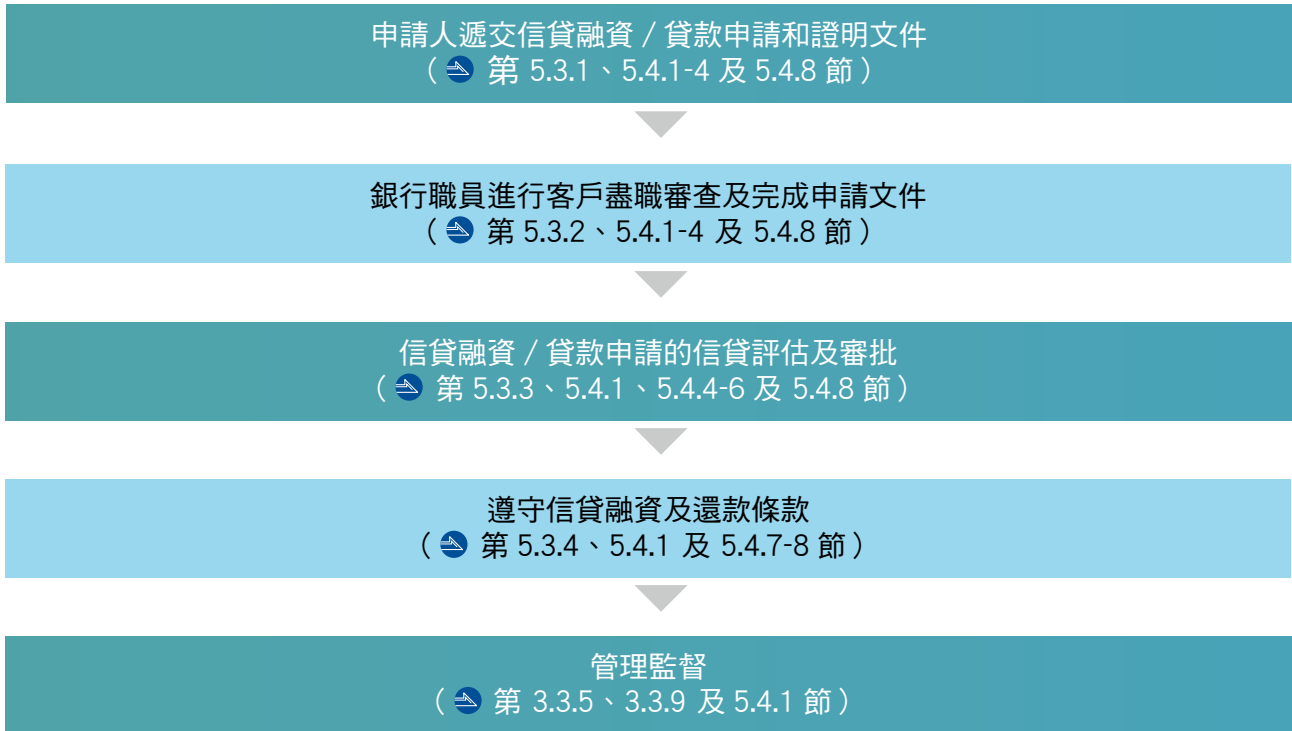 申請人遞交信貸融資 / 貸款申請和證明文件
( 第 5.3.1、5.4.1-4 及 5.4.8 節 )
銀行職員進行客戶盡職審查及完成申請文件
( 第 5.3.2、5.4.1-4 及 5.4.8 節 )
信貸融資 / 貸款申請的信貸評估及審批
( 第 5.3.3、5.4.1、5.4.4-6 及 5.4.8 節 )
遵守信貸融資及還款條款
( 第 5.3.4、5.4.1 及 5.4.7-8 節 )
管理監督
( 第 3.3.5、3.3.9 及 5.4.1 節 )